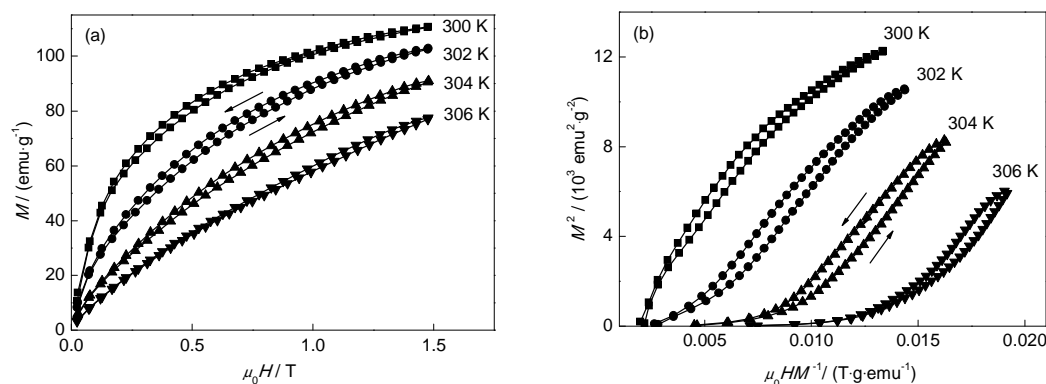 (a)
300 K
302 K
304 K
306 K
100
80
60
40
20
0
0.0
0.5
1.0
1.5
M / (emu·g⁻¹)
μ₀H / T
(b)
300 K
302 K
304 K
306 K
12
8
4
0
0.005
0.010
0.015
0.020
M² / (10³ emu²·g⁻²)
μ₀HM⁻¹ / (T·g·emu⁻¹)